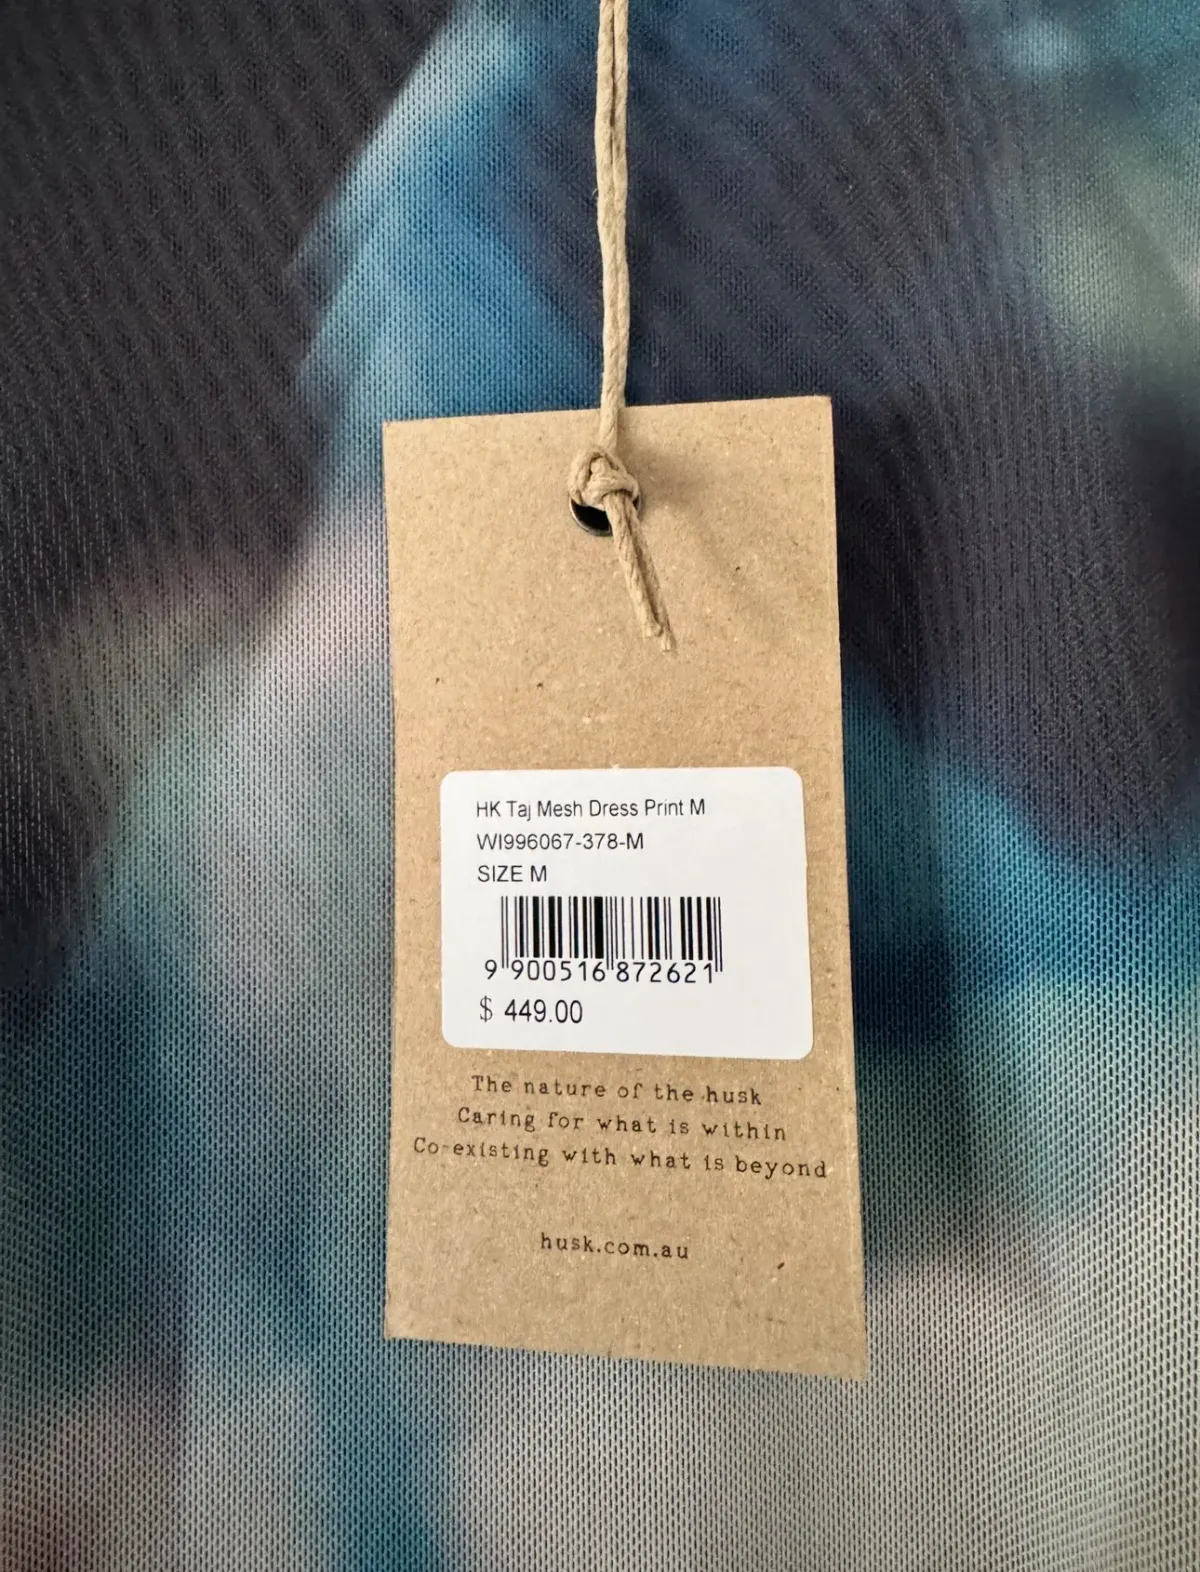 HK Taj Mesh Dress Print M
WI996067-378-M
SIZE M
9 900516 872621
$ 449.00
The nature of the husk
Caring for what is within
Co-existing with what is beyond
husk.com.au